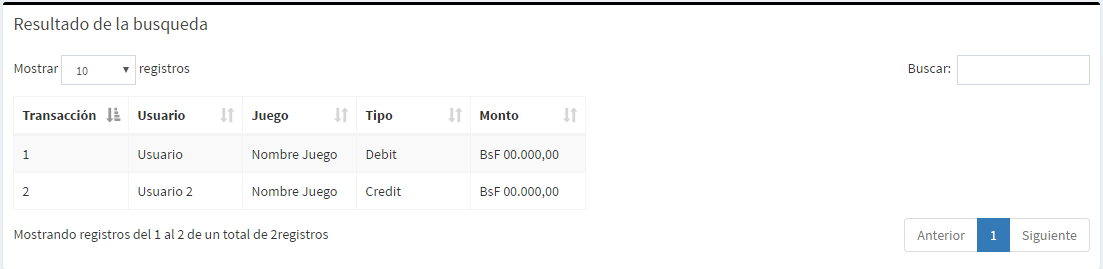 Resultado de la busqueda
Mostrar 10 registros Buscar:
Transacción Usuario Juego Tipo Monto
1 Usuario Nombre Juego Debit BsF 00.000,00
2 Usuario 2 Nombre Juego Credit BsF 00.000,00
Mostrando registros del 1 al 2 de un total de 2registros Anterior 1 Siguiente